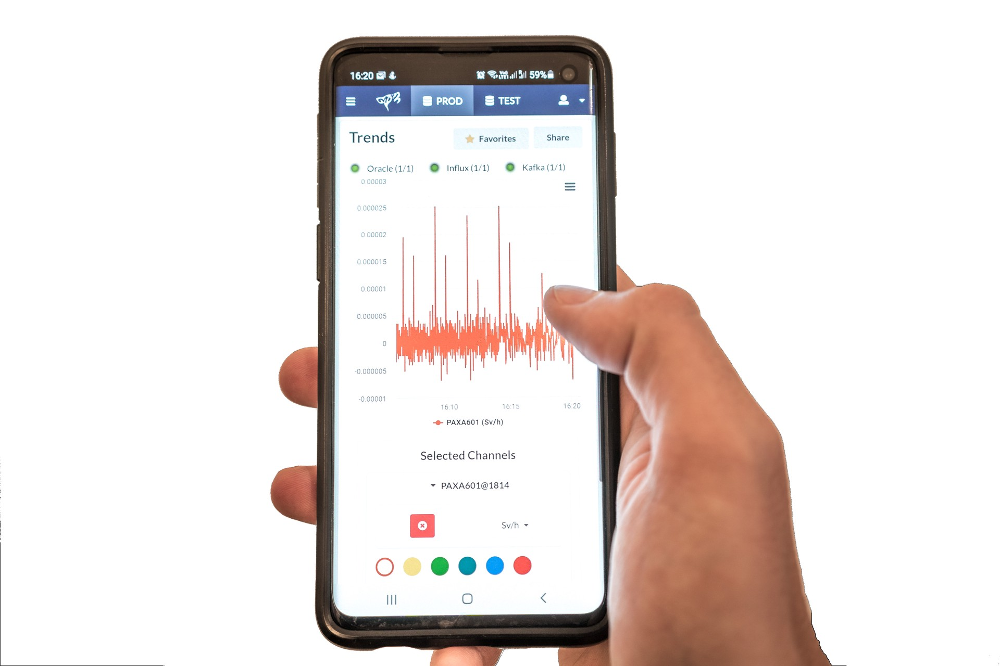 16:20 59%
PROD TEST
Trends Favorites Share
Oracle (1/1) Influx (1/1) Kafka (1/1)
0.00003
0.000025
0.00002
0.000015
0.00001
0.000005
0
-0.000005
-0.00001
16:10 16:15 16:20
PAXA601 (Sv/h)
Selected Channels
PAXA601@1814
Sv/h